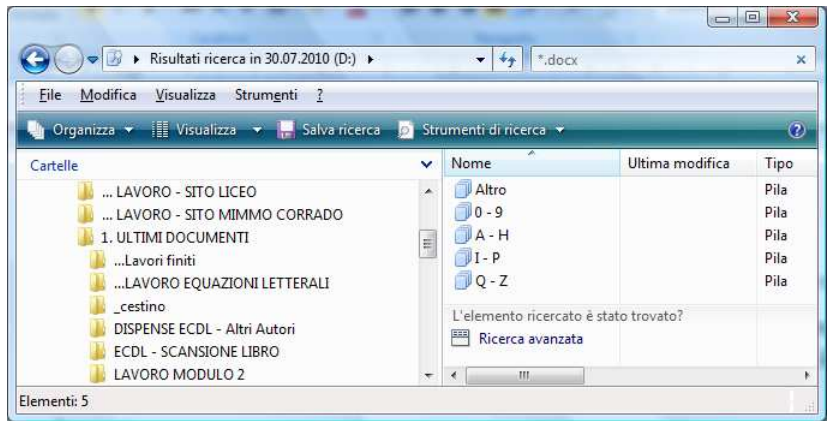 Risultati ricerca in 30.07.2010 (D:)
*.docx
File Modifica Visualizza Strumenti ?
Organizza Visualizza Salva ricerca Strumenti di ricerca
Cartelle
... LAVORO - SITO LICEO
... LAVORO - SITO MIMMO CORRADO
1. ULTIMI DOCUMENTI
...Lavori finiti
...LAVORO EQUAZIONI LETTERALI
_cestino
DISPENSE ECDL - Altri Autori
ECDL - SCANSIONE LIBRO
LAVORO MODULO 2
Nome Ultima modifica Tipo
Altro Pila
0 - 9 Pila
A - H Pila
I - P Pila
Q - Z Pila
L'elemento ricercato è stato trovato?
Ricerca avanzata
Elementi: 5